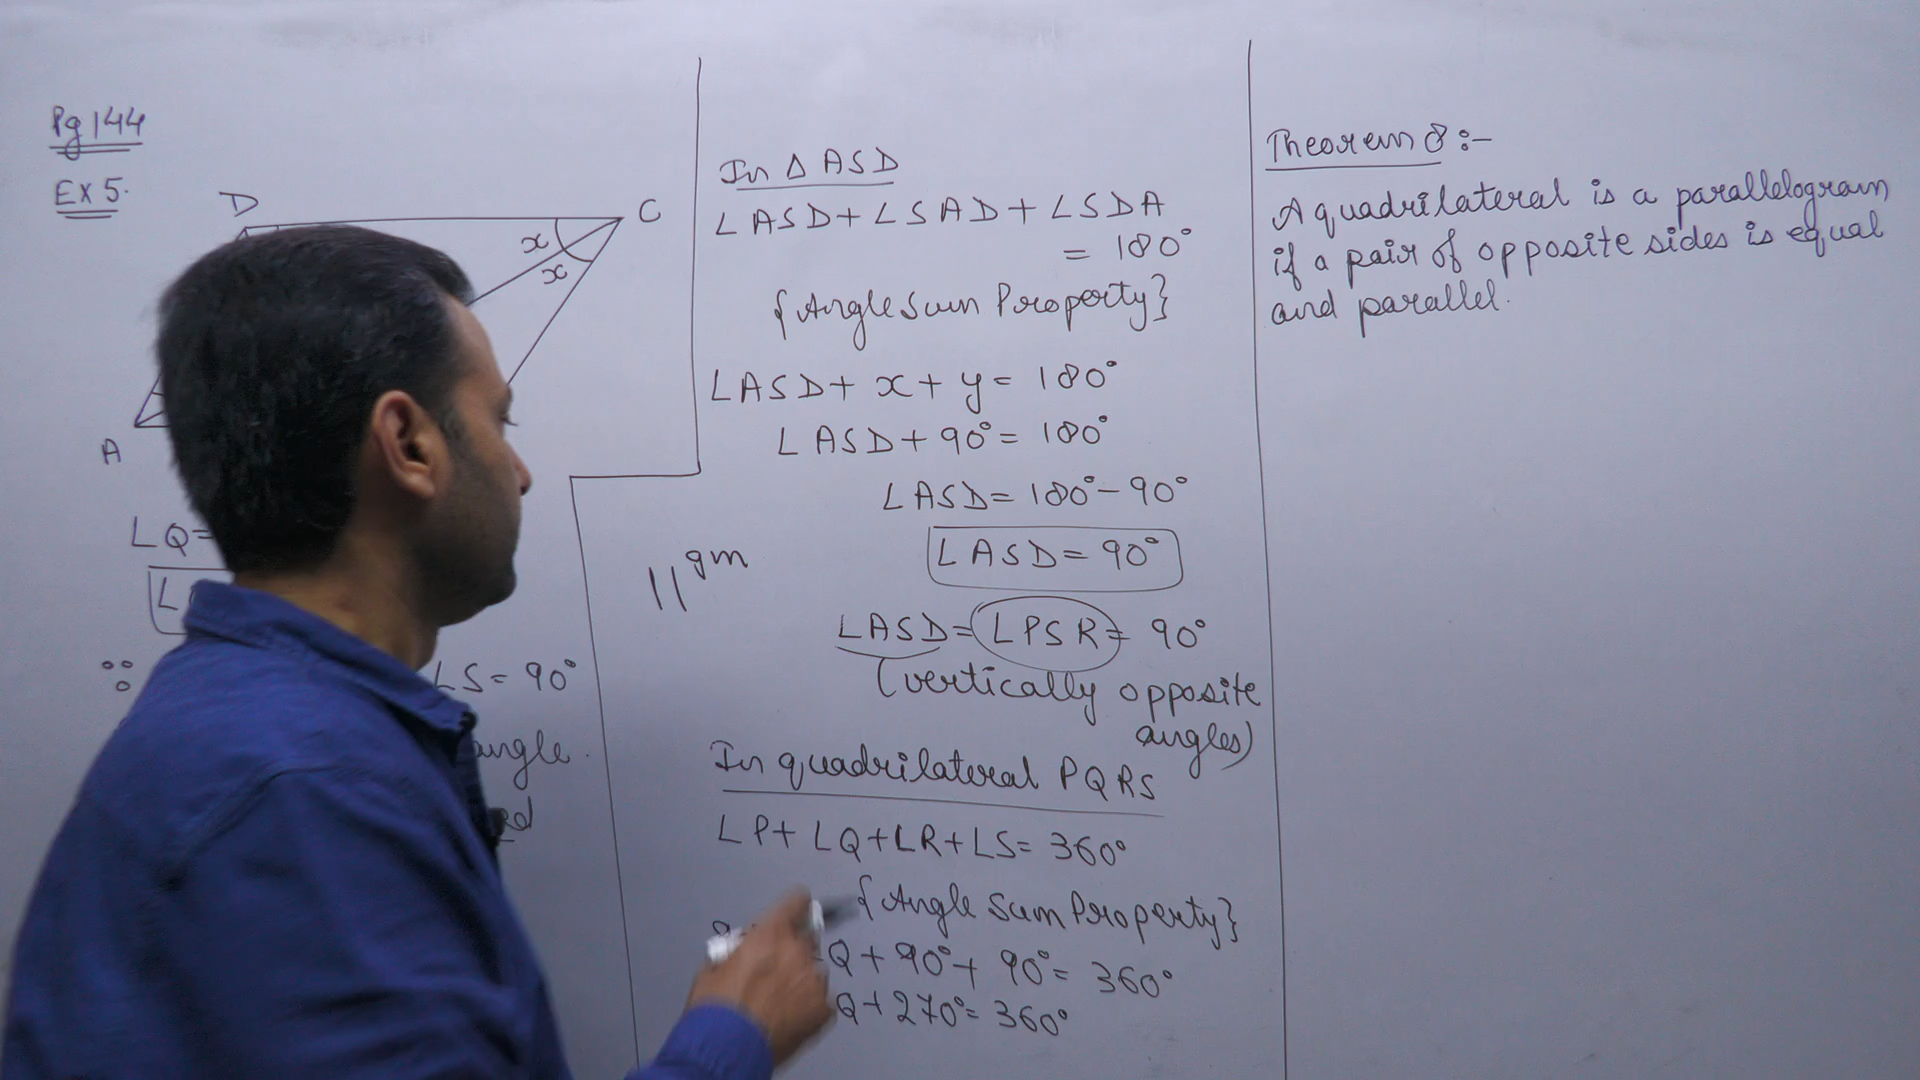 Pg 144
Ex 5.
D
C
x
x
A
∠Q=
∠S = 90°
angle.
∥gm
In Δ ASD
∠ASD + ∠SAD + ∠SDA
= 180°
{Angle Sum Property}
∠ASD + x + y = 180°
∠ASD + 90° = 180°
∠ASD = 180° - 90°
∠ASD = 90°
∠ASD = ∠PSR = 90°
(vertically opposite
angles)
In quadrilateral PQRS
∠P + ∠Q + ∠R + ∠S = 360°
{Angle Sum Property}
Q + 90° + 90° = 360°
Q + 270° = 360°
Theorem 8 :-
A quadrilateral is a parallelogram
if a pair of opposite sides is equal
and parallel.